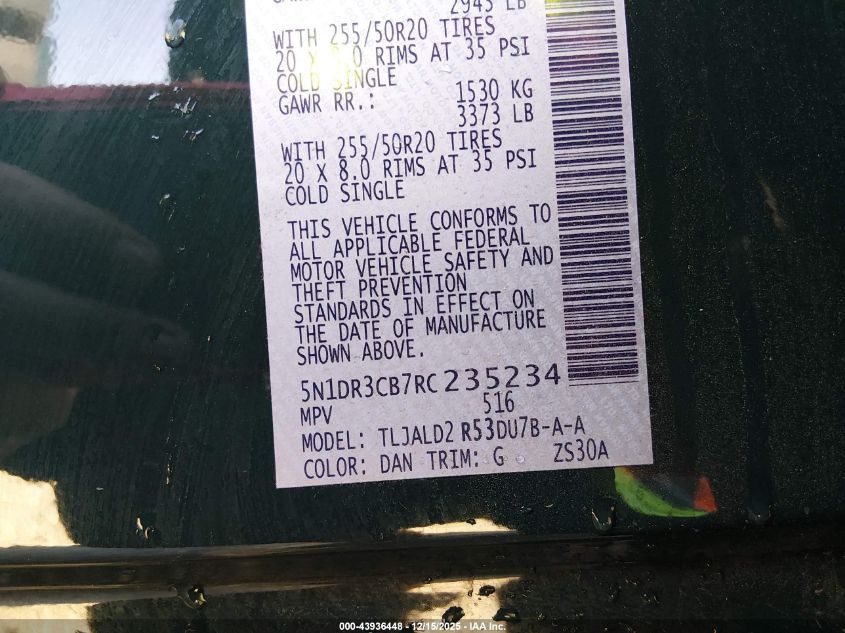 2943 LB
WITH 255/50R20 TIRES
20 X 8.0 RIMS AT 35 PSI
COLD SINGLE
GAWR RR.: 1530 KG
3373 LB
WITH 255/50R20 TIRES
20 X 8.0 RIMS AT 35 PSI
COLD SINGLE
THIS VEHICLE CONFORMS TO
ALL APPLICABLE FEDERAL
MOTOR VEHICLE SAFETY AND
THEFT PREVENTION
STANDARDS IN EFFECT ON
THE DATE OF MANUFACTURE
SHOWN ABOVE.
5N1DR3CB7RC235234
MPV 516
MODEL: TLJALD2 R53DU7B-A-A
COLOR: DAN TRIM: G ZS30A
000-43936448 - 12/15/2025 - IAA Inc.